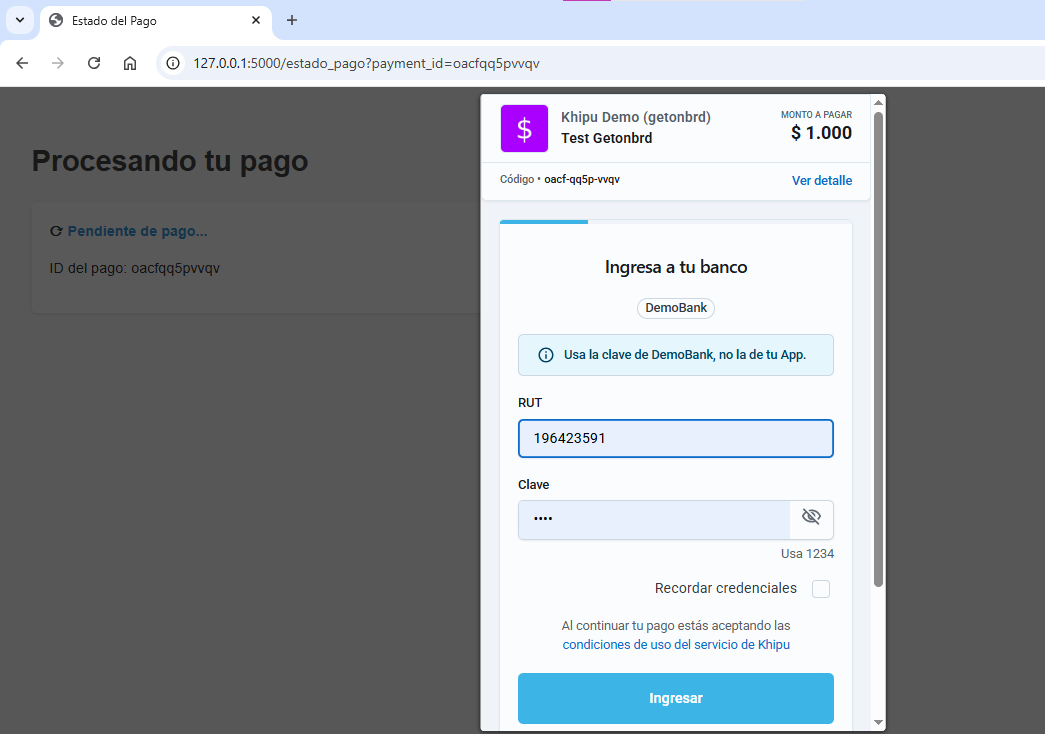 Estado del Pago
127.0.0.1:5000/estado_pago?payment_id=oacfqq5pvvqv
Procesando tu pago
Pendiente de pago...
ID del pago: oacfqq5pvvqv
$
Khipu Demo (getonbrd)
Test Getonbrd
MONTO A PAGAR
$ 1.000
Código • oacf-qq5p-vvqv
Ver detalle
Ingresa a tu banco
DemoBank
Usa la clave de DemoBank, no la de tu App.
RUT
196423591
Clave
••••
Usa 1234
Recordar credenciales
Al continuar tu pago estás aceptando las
condiciones de uso del servicio de Khipu
Ingresar